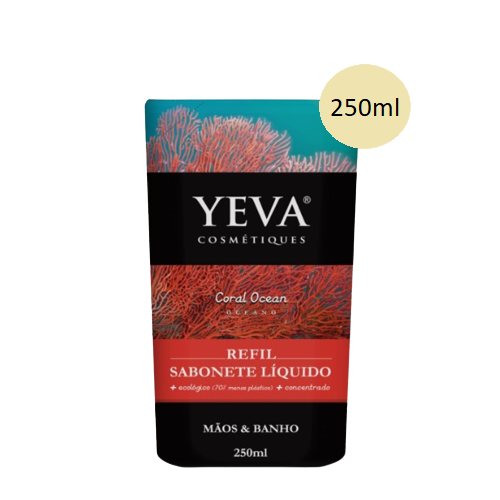 250ml
YEVA®
COSMÉTIQUES
Coral Ocean
OCEANO
REFIL
SABONETE LÍQUIDO
+ ecológico (70% menos plástico) + concentrado
MÃOS & BANHO
250ml